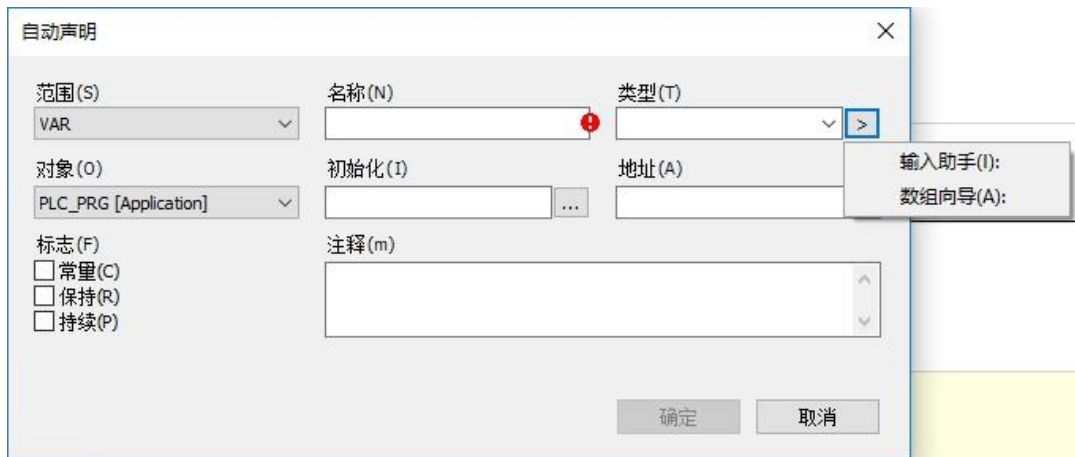 自动声明
范围(S)
名称(N)
类型(T)
VAR
>
输入助手(I):
数组向导(A):
对象(O)
初始化(I)
地址(A)
PLC_PRG [Application]
...
标志(F)
注释(m)
常量(C)
保持(R)
持续(P)
确定
取消